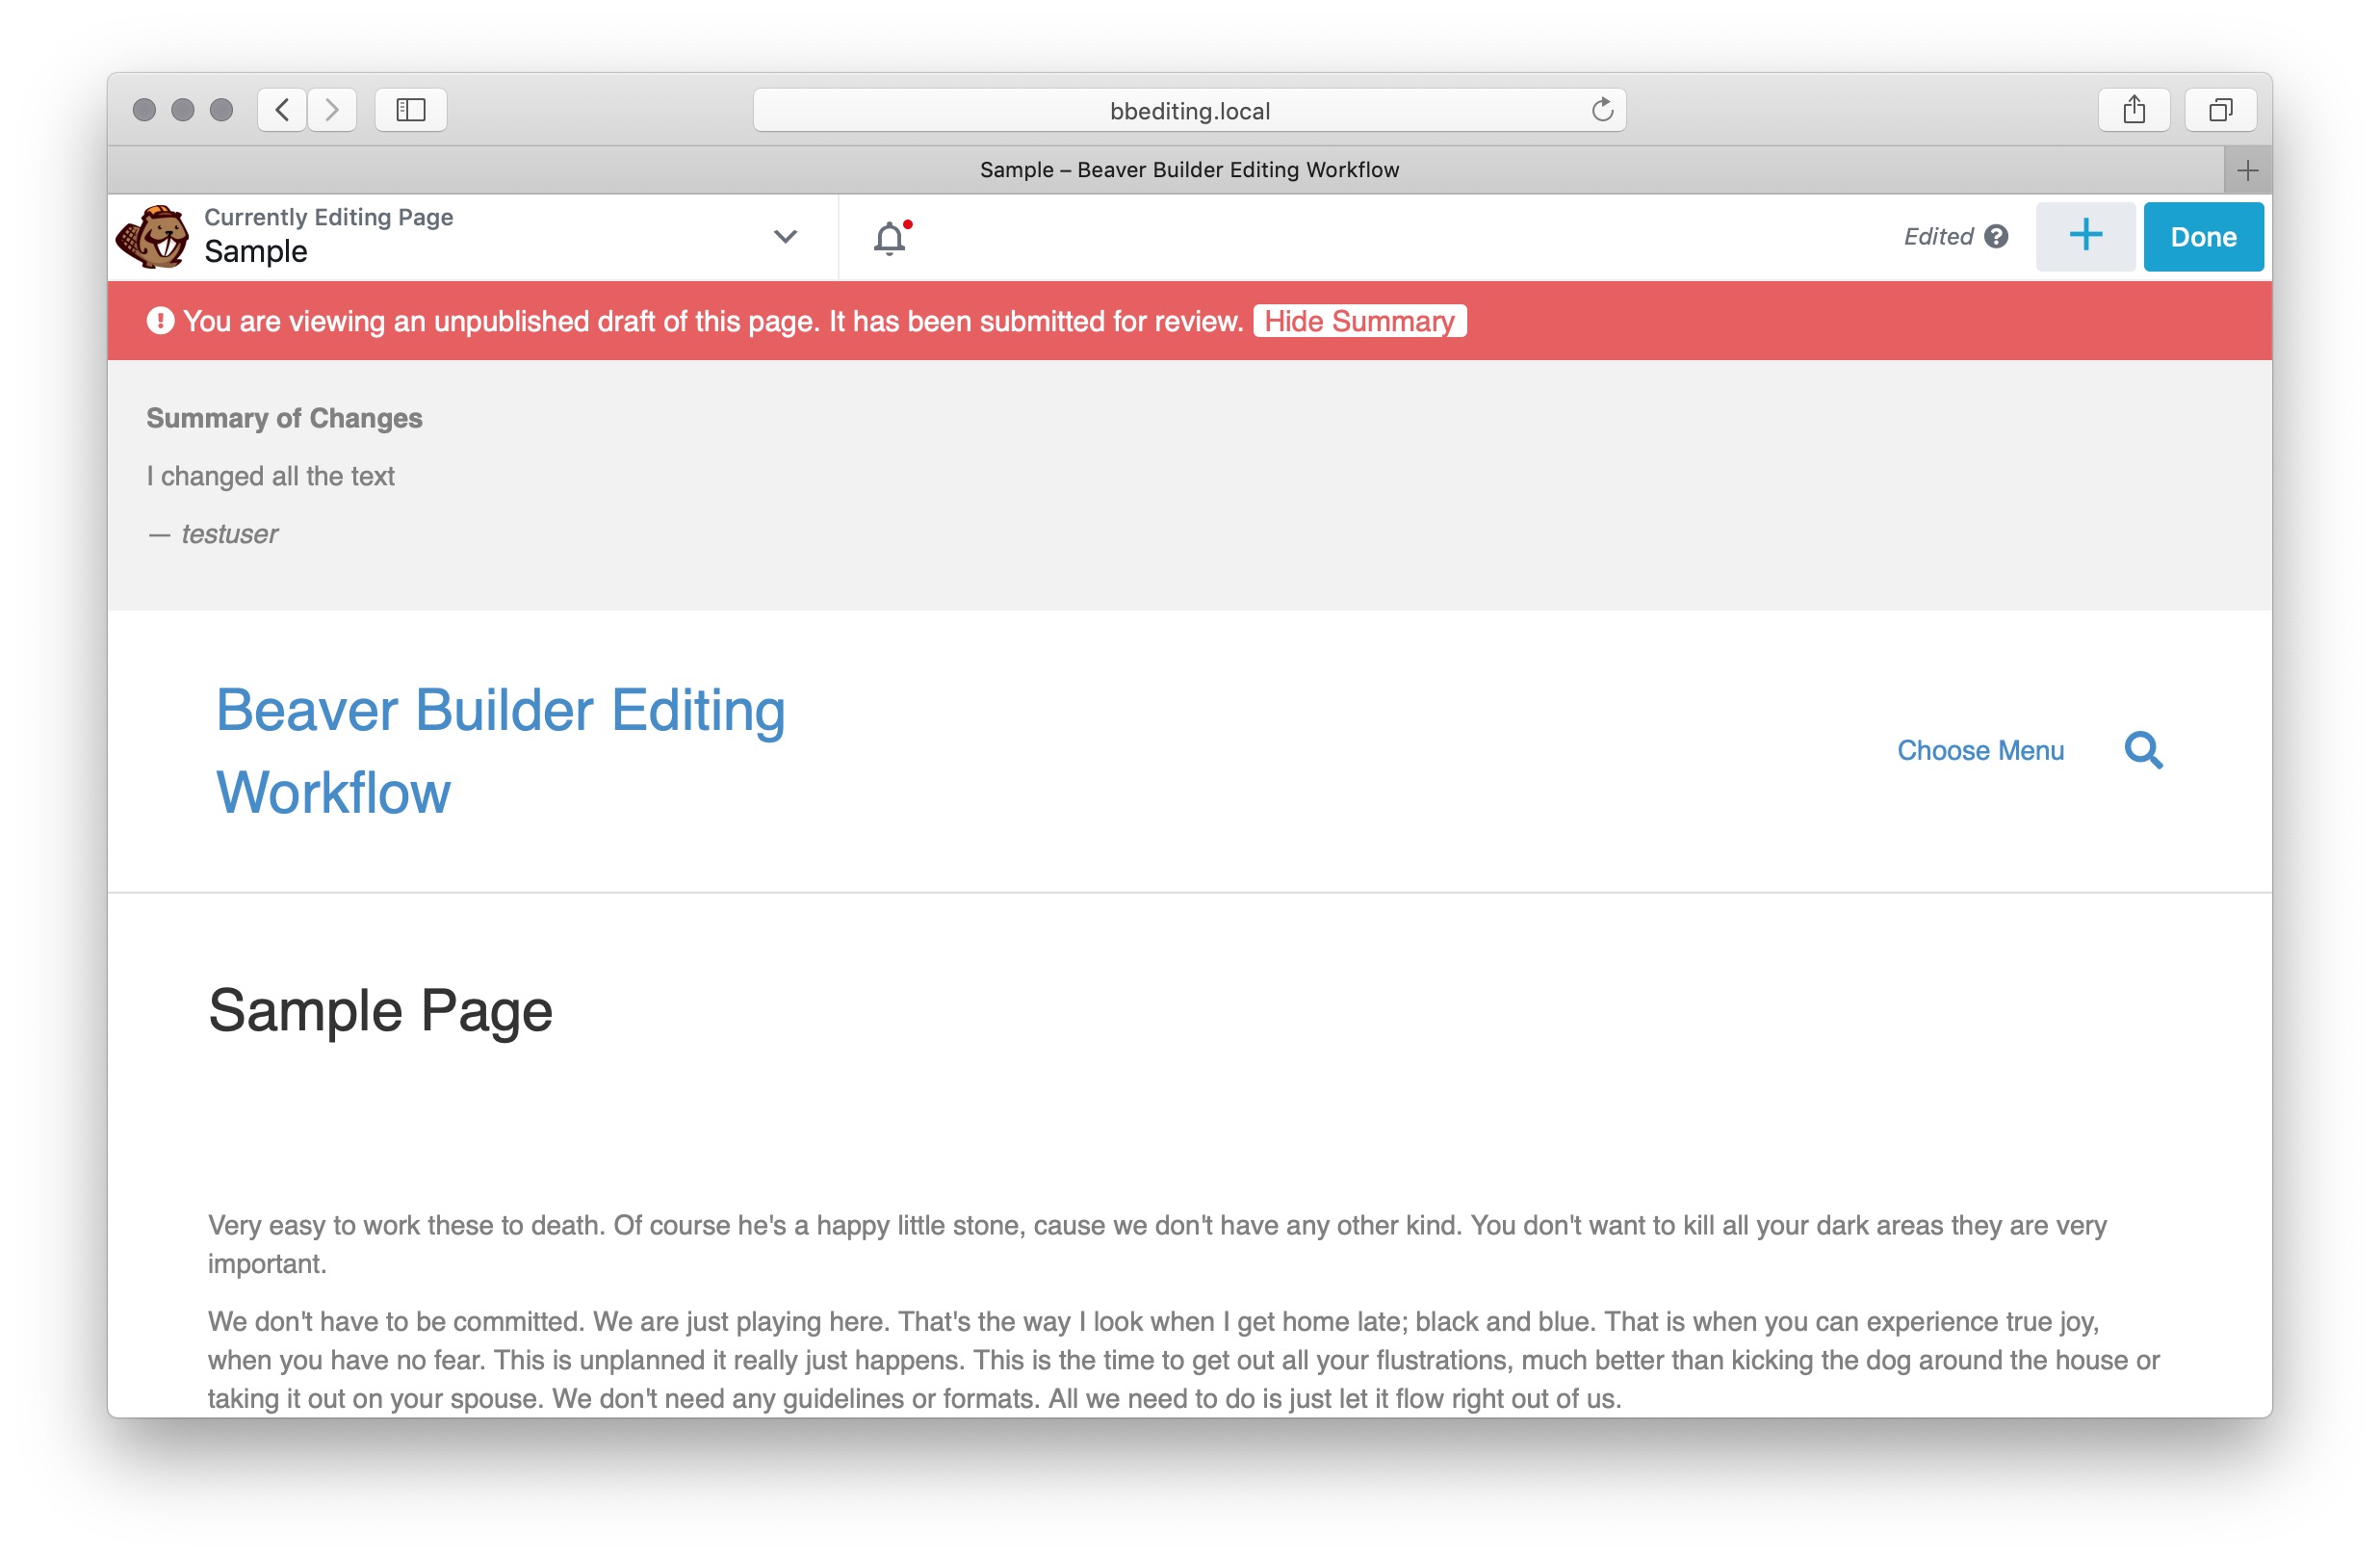 bbediting.local
Sample – Beaver Builder Editing Workflow
Currently Editing Page
Sample
Edited
Done
You are viewing an unpublished draft of this page. It has been submitted for review. Hide Summary
Summary of Changes
I changed all the text
— testuser
Beaver Builder Editing
Workflow
Choose Menu
Sample Page
Very easy to work these to death. Of course he's a happy little stone, cause we don't have any other kind. You don't want to kill all your dark areas they are very
important.
We don't have to be committed. We are just playing here. That's the way I look when I get home late; black and blue. That is when you can experience true joy,
when you have no fear. This is unplanned it really just happens. This is the time to get out all your flustrations, much better than kicking the dog around the house or
taking it out on your spouse. We don't need any guidelines or formats. All we need to do is just let it flow right out of us.